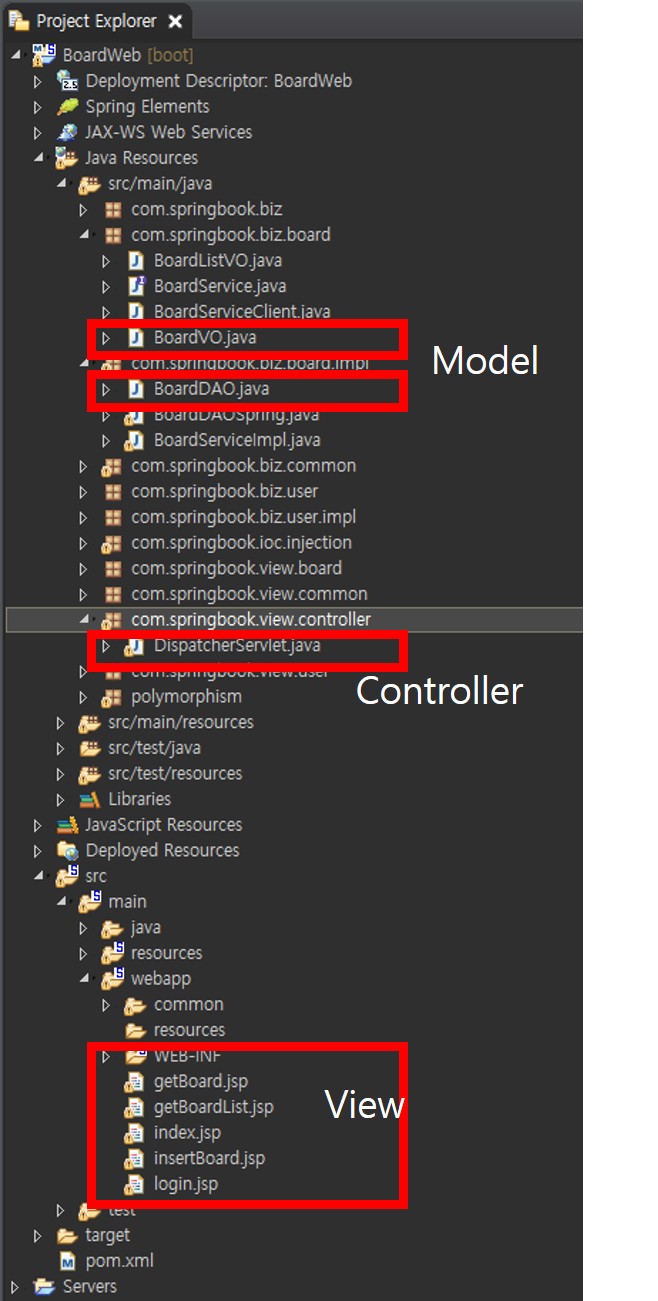 Project Explorer
BoardWeb [boot]
Deployment Descriptor: BoardWeb
Spring Elements
JAX-WS Web Services
Java Resources
src/main/java
com.springbook.biz
com.springbook.biz.board
BoardListVO.java
BoardService.java
BoardServiceClient.java
BoardVO.java
Model
com.springbook.biz.board.impl
BoardDAO.java
BoardDAOSpring.java
BoardServiceImpl.java
com.springbook.biz.common
com.springbook.biz.user
com.springbook.biz.user.impl
com.springbook.ioc.injection
com.springbook.view.board
com.springbook.view.common
com.springbook.view.controller
DispatcherServlet.java
com.springbook.view.user
Controller
polymorphism
src/main/resources
src/test/java
src/test/resources
Libraries
JavaScript Resources
Deployed Resources
src
main
java
resources
webapp
common
resources
WEB-INF
getBoard.jsp
getBoardList.jsp
View
index.jsp
insertBoard.jsp
login.jsp
test
target
pom.xml
Servers